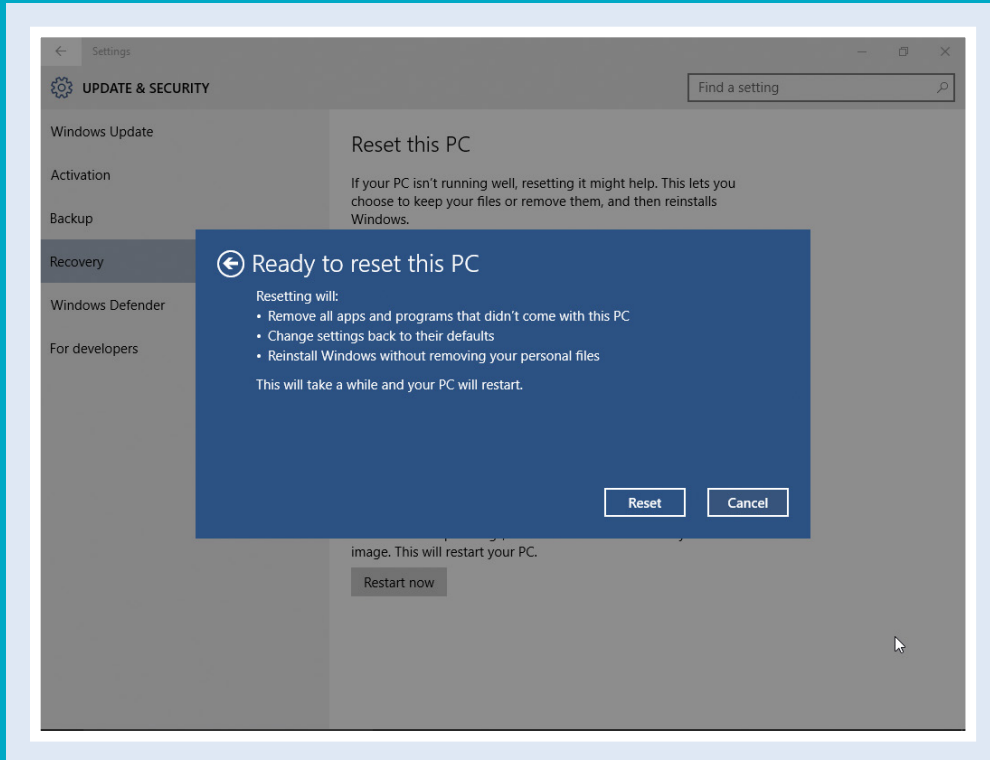 Settings
UPDATE & SECURITY
Find a setting
Windows Update
Activation
Backup
Recovery
Windows Defender
For developers
Reset this PC
If your PC isn’t running well, resetting it might help. This lets you
choose to keep your files or remove them, and then reinstalls
Windows.
Ready to reset this PC
Resetting will:
• Remove all apps and programs that didn’t come with this PC
• Change settings back to their defaults
• Reinstall Windows without removing your personal files
This will take a while and your PC will restart.
Reset
Cancel
image. This will restart your PC.
Restart now